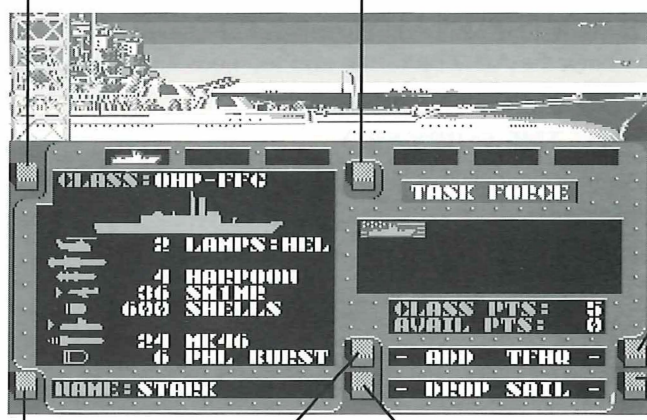 CLASS:OHP-FFG
2 LAMPS:HEL
4 HARPOON
36 SM1MR
600 SHELLS
24 MK46
6 PHL BURST
NAME:STARK
TASK FORCE
CLASS PTS: 5
AVAIL PTS: 0
- ADD TFHQ -
- DROP SAIL -